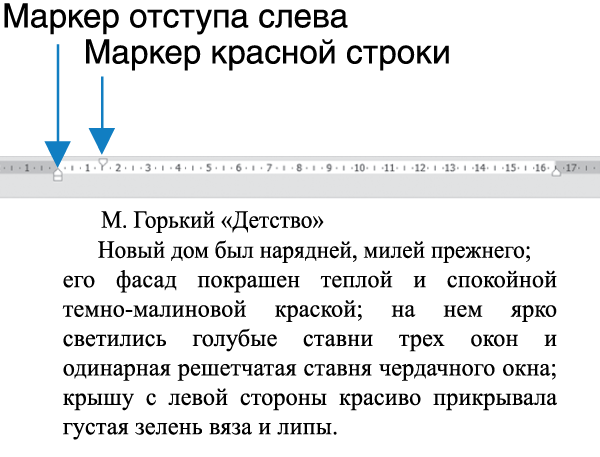 Маркер отступа слева
Маркер красной строки
1 1 2 3 4 5 6 7 8 9 10 11 12 13 14 15 16 17
М. Горький «Детство»
Новый дом был нарядней, милей прежнего;
его фасад покрашен теплой и спокойной
темно-малиновой краской; на нем ярко
светились голубые ставни трех окон и
одинарная решетчатая ставня чердачного окна;
крышу с левой стороны красиво прикрывала
густая зелень вяза и липы.